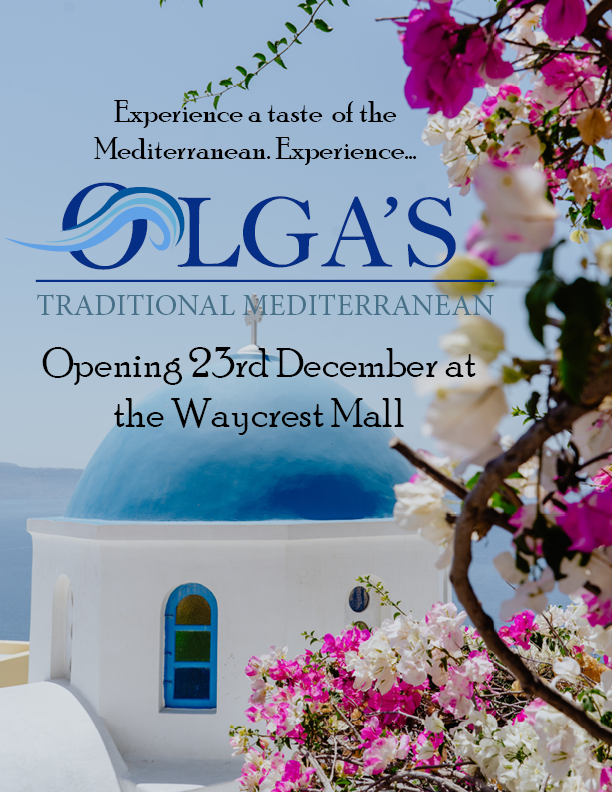 Experience a taste of the
Mediterranean. Experience...
OLGA'S
TRADITIONAL MEDITERRANEAN
Opening 23rd December at
the Waycrest Mall